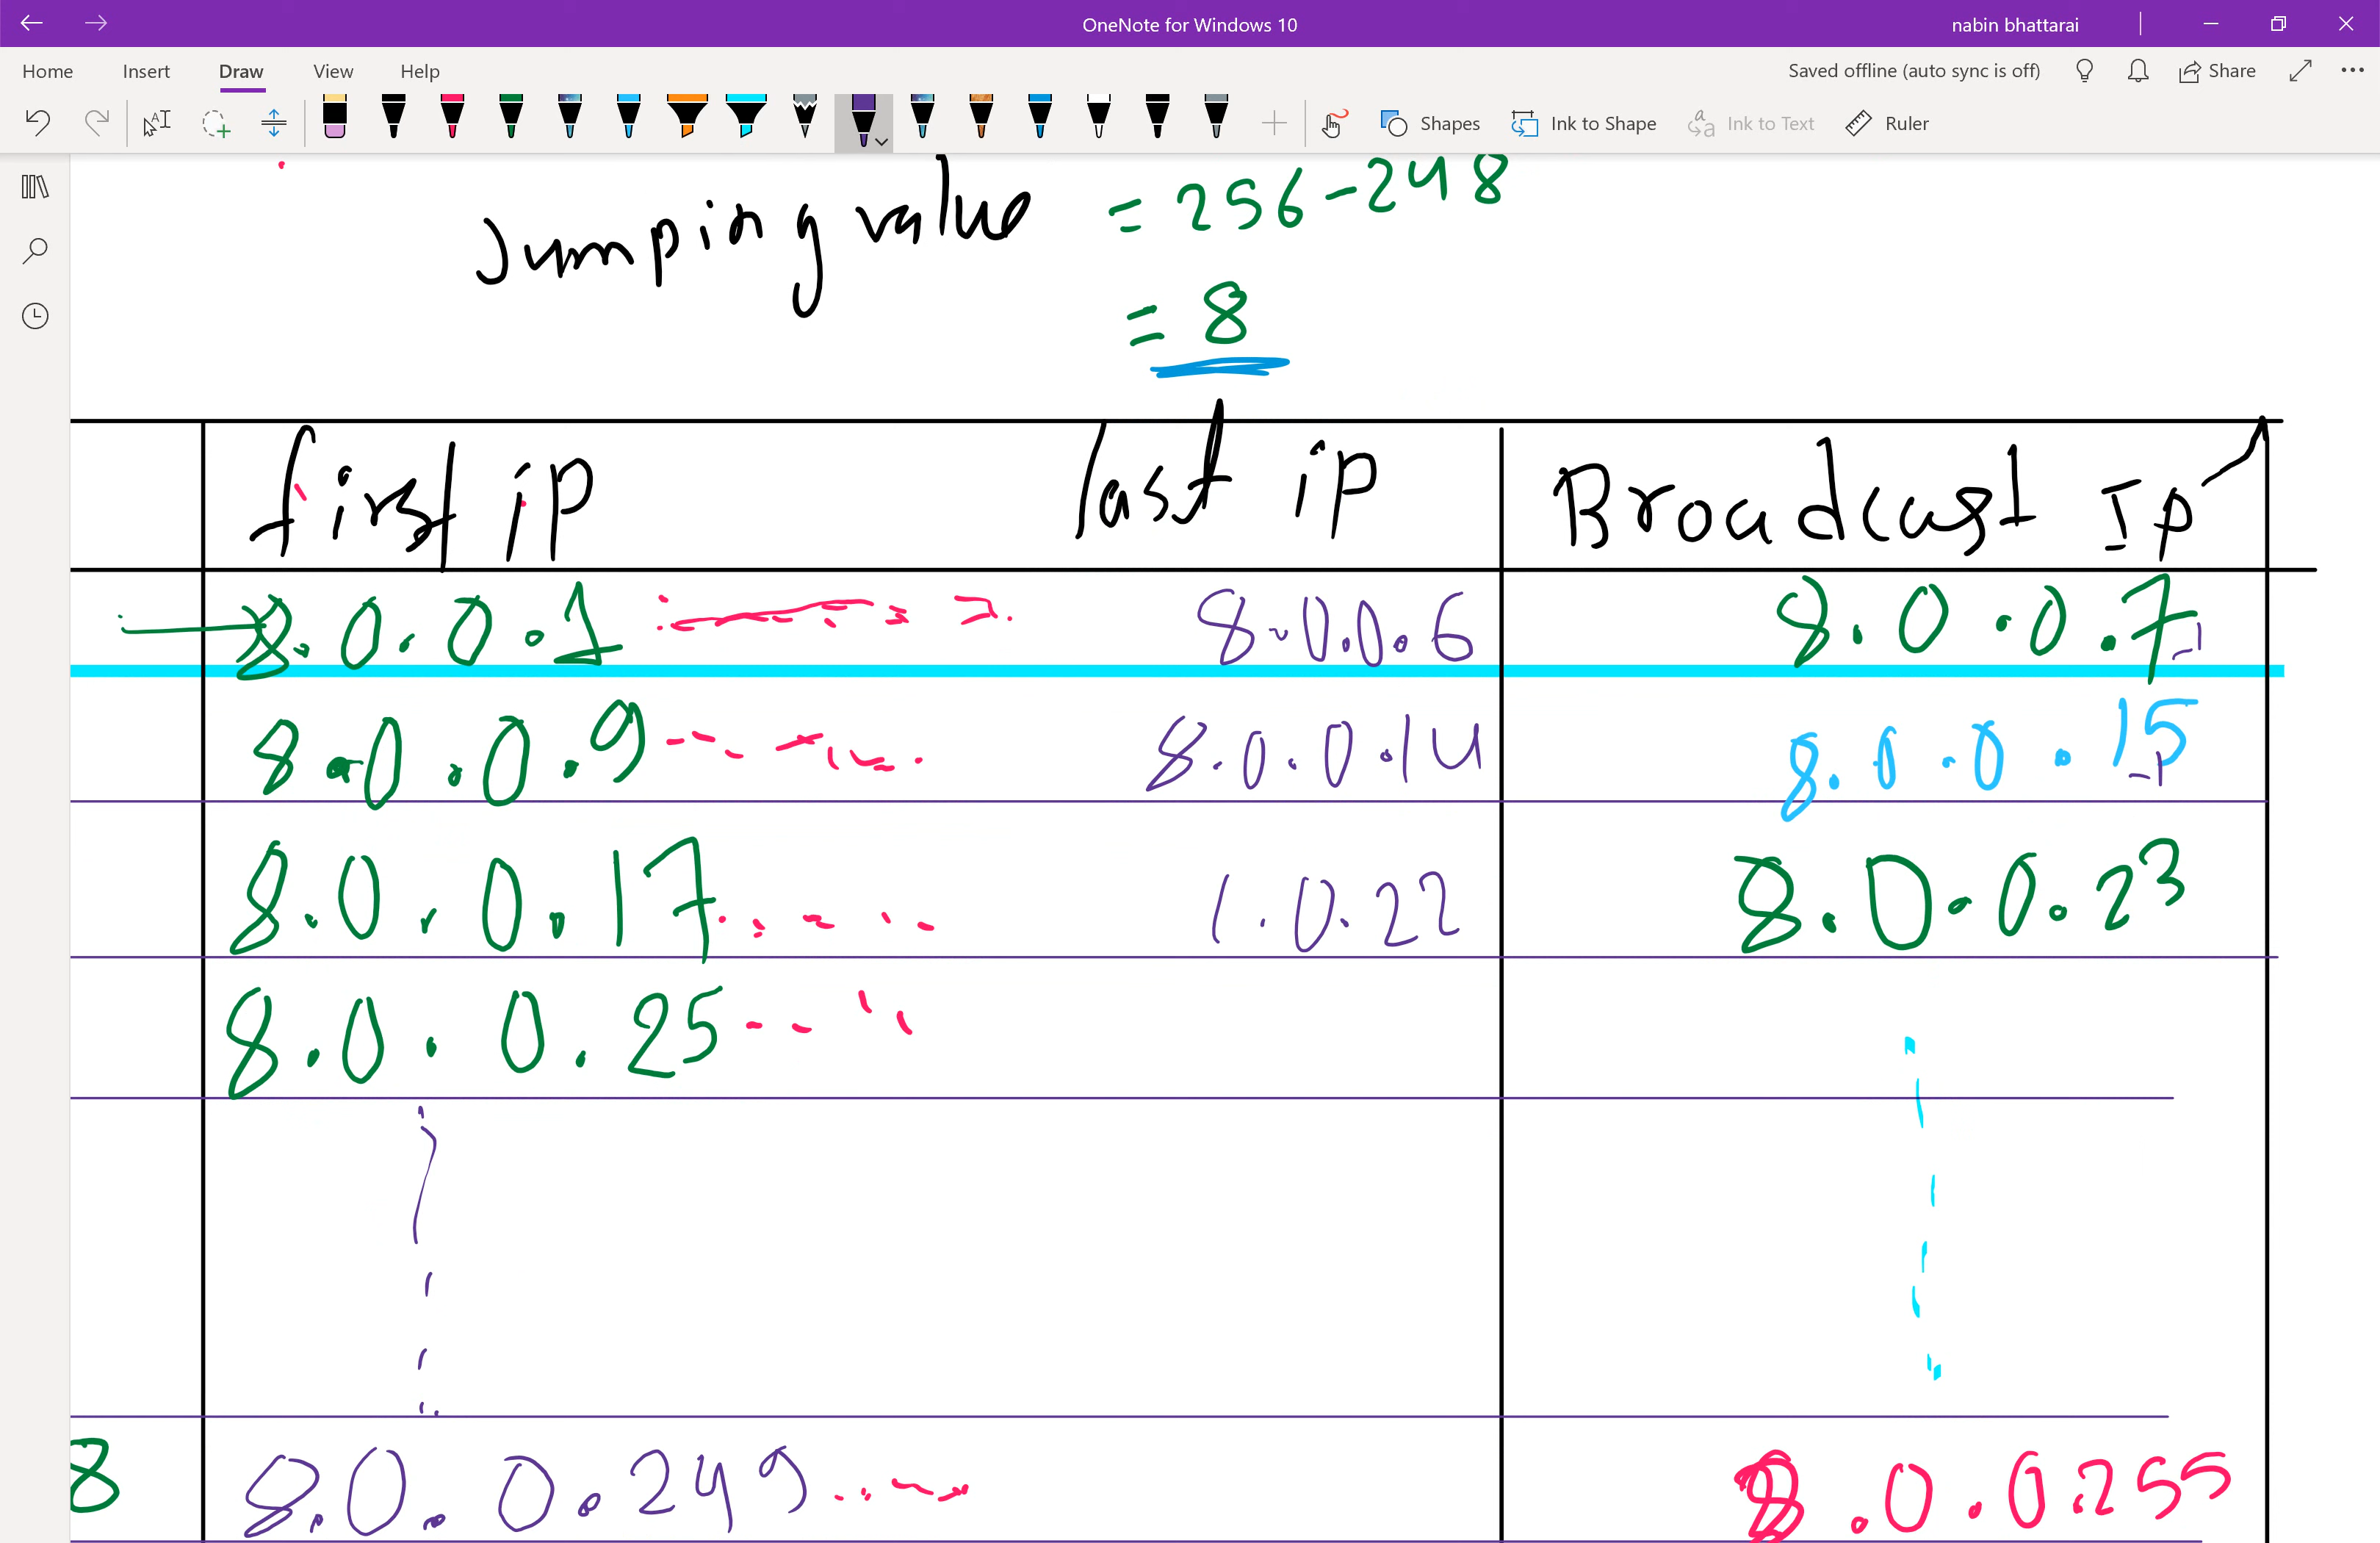 OneNote for Windows 10 nabin bhattarai
Home Insert Draw View Help Saved offline (auto sync is off) Share
Shapes Ink to Shape Ink to Text Ruler
Jumping value = 256-248
= 8
first ip last ip Broadcast Ip
8.0.0.1 8.0.0.6 8.0.0.7 -1
8.0.0.9 8.0.0.14 8.0.0.15 -1
8.0.0.17 1.0.22 8.0.0.23
8.0.0.25
8 8.0.0.249 8.0.0.255